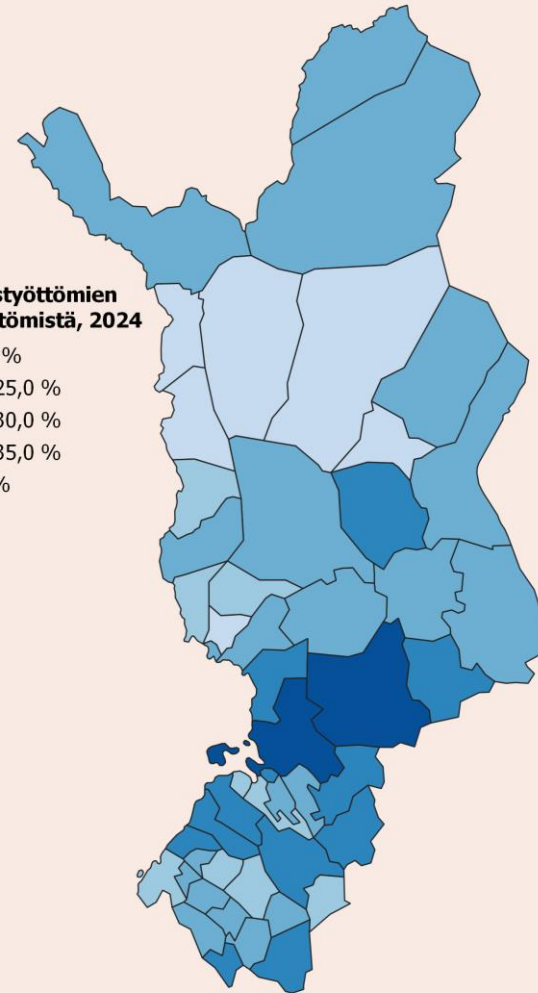 styöttömien
tömistä, 2024
%
25,0 %
30,0 %
35,0 %
%